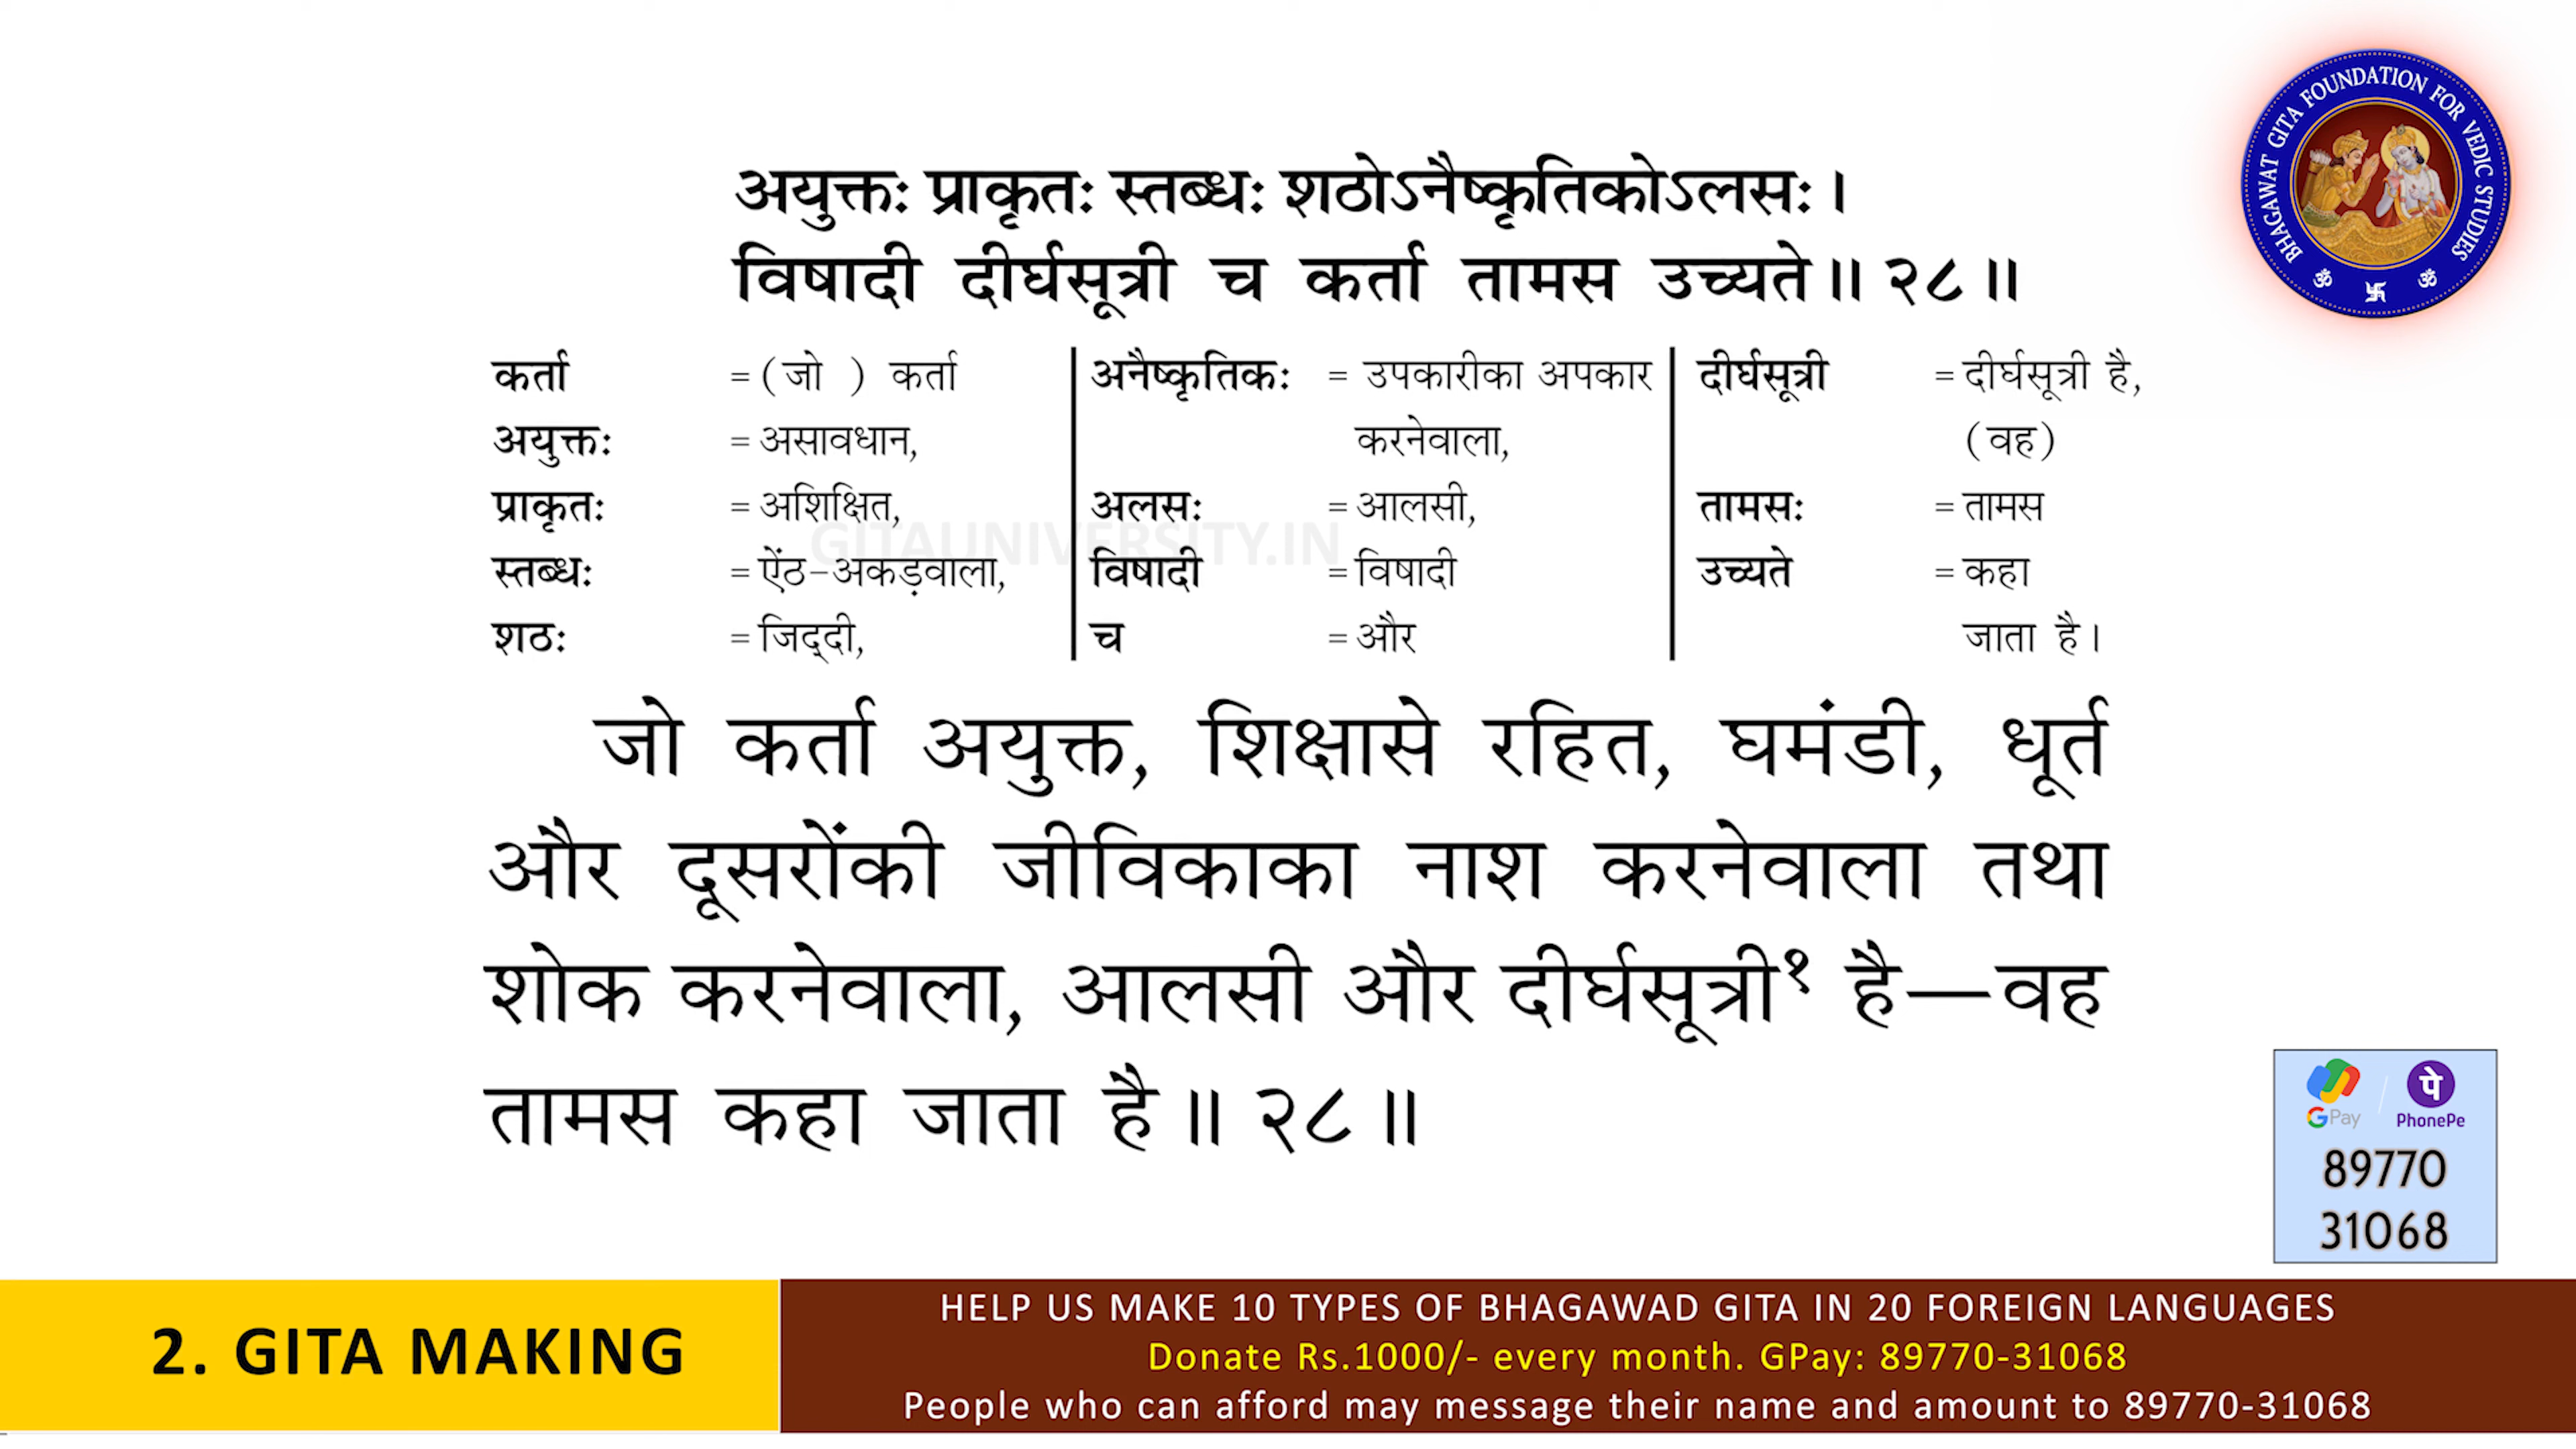 अयुक्तः प्राकृतः स्तब्धः शठोऽनैष्कृतिकोऽलसः ।
विषादी दीर्घसूत्री च कर्ता तामस उच्यते ॥ २८ ॥
कर्ता = (जो ) कर्ता
अयुक्तः = असावधान,
प्राकृतः = अशिक्षित,
स्तब्धः = ऐंठ-अकड़वाला,
शठः = जिद्दी,
अनैष्कृतिकः = उपकारीका अपकार
करनेवाला,
अलसः = आलसी,
विषादी = विषादी
च = और
दीर्घसूत्री = दीर्घसूत्री है,
(वह)
तामसः = तामस
उच्यते = कहा
जाता है।
GITAUNIVERSITY.IN
जो कर्ता अयुक्त, शिक्षासे रहित, घमंडी, धूर्त
और दूसरोंकी जीविकाका नाश करनेवाला तथा
शोक करनेवाला, आलसी और दीर्घसूत्री१ है—वह
तामस कहा जाता है ॥ २८ ॥
BHAGAWAT GITA FOUNDATION FOR VEDIC STUDIES
ॐ 卐 ॐ
GPay पे PhonePe
89770
31068
2. GITA MAKING
HELP US MAKE 10 TYPES OF BHAGAWAD GITA IN 20 FOREIGN LANGUAGES
Donate Rs.1000/- every month. GPay: 89770-31068
People who can afford may message their name and amount to 89770-31068